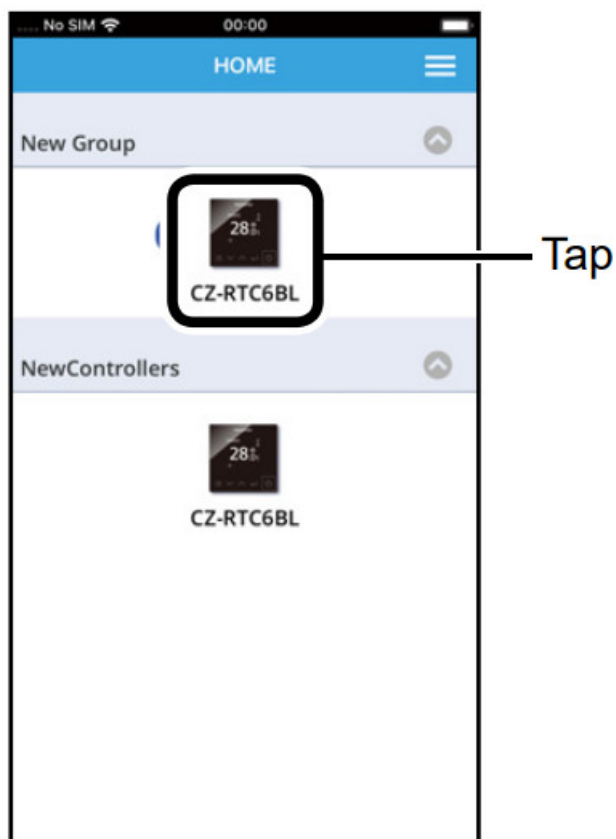 No SIM 00:00
HOME
New Group
28
CZ-RTC6BL
Tap
NewControllers
28
CZ-RTC6BL